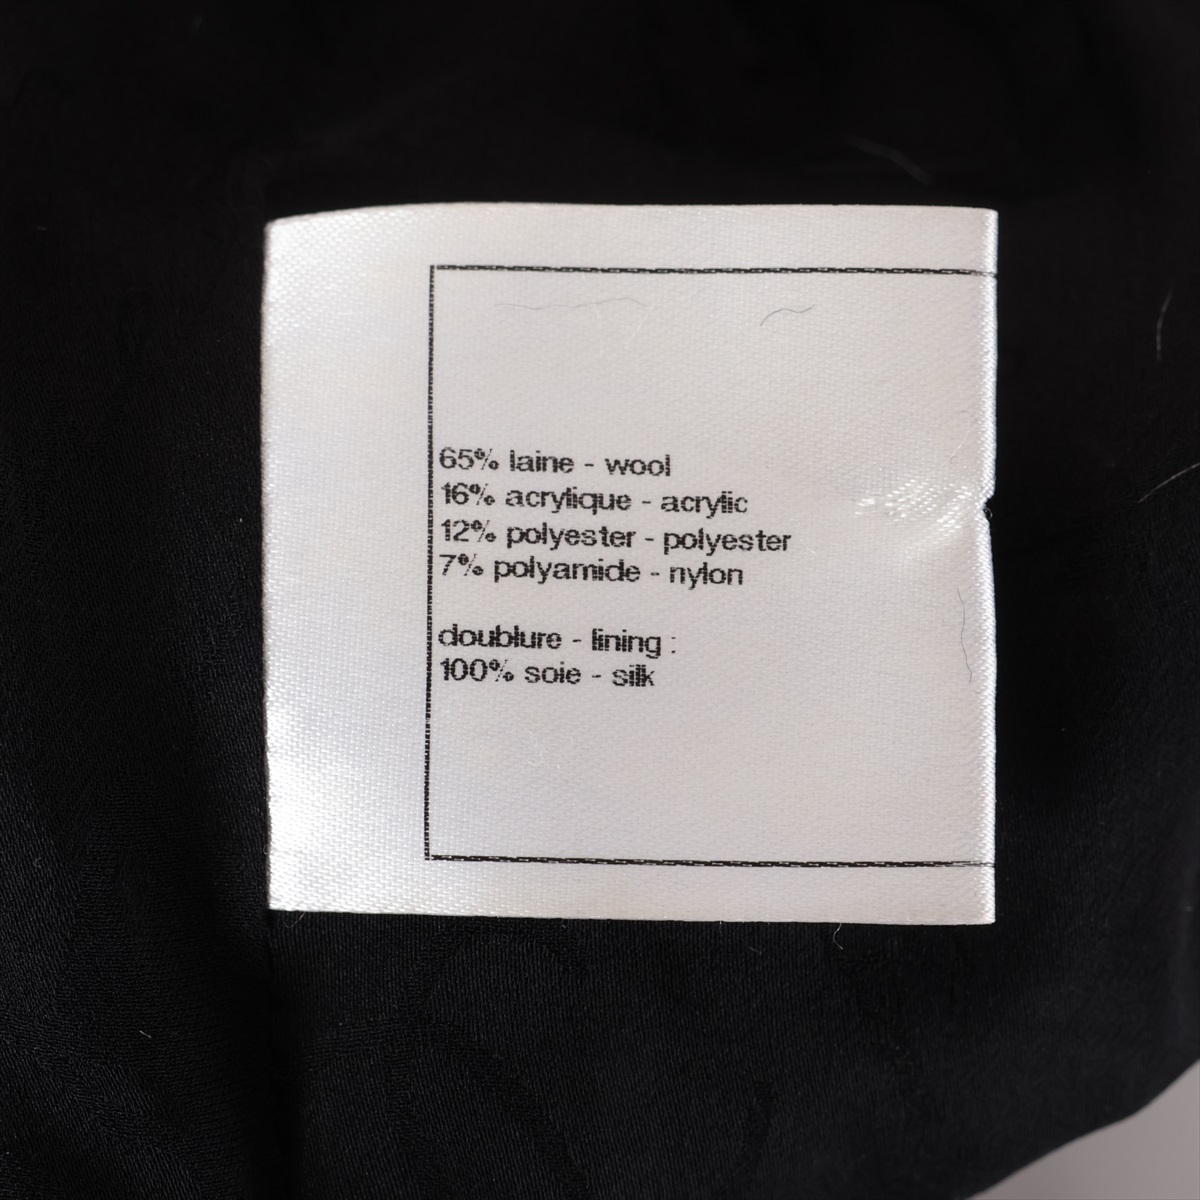 65% laine - wool
16% acrylique - acrylic
12% polyester - polyester
7% polyamide - nylon
doublure - lining :
100% soie - silk